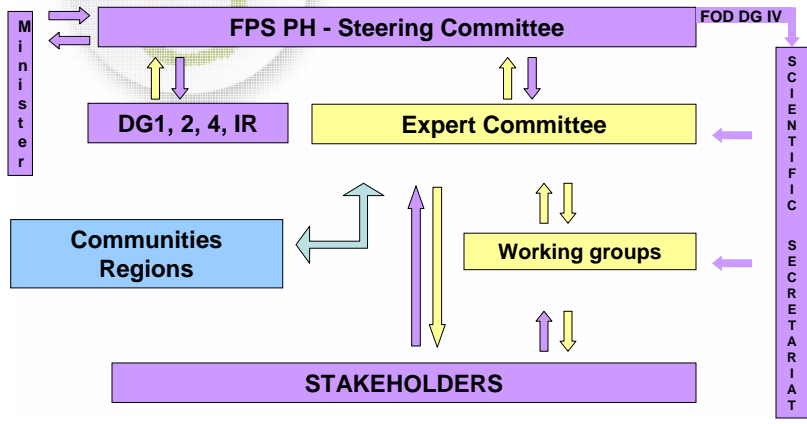 Minister
FPS PH - Steering Committee
FOD DG IV
DG1, 2, 4, IR
Expert Committee
SCIENTIFIC SECRETARIAT
Communities
Regions
Working groups
STAKEHOLDERS